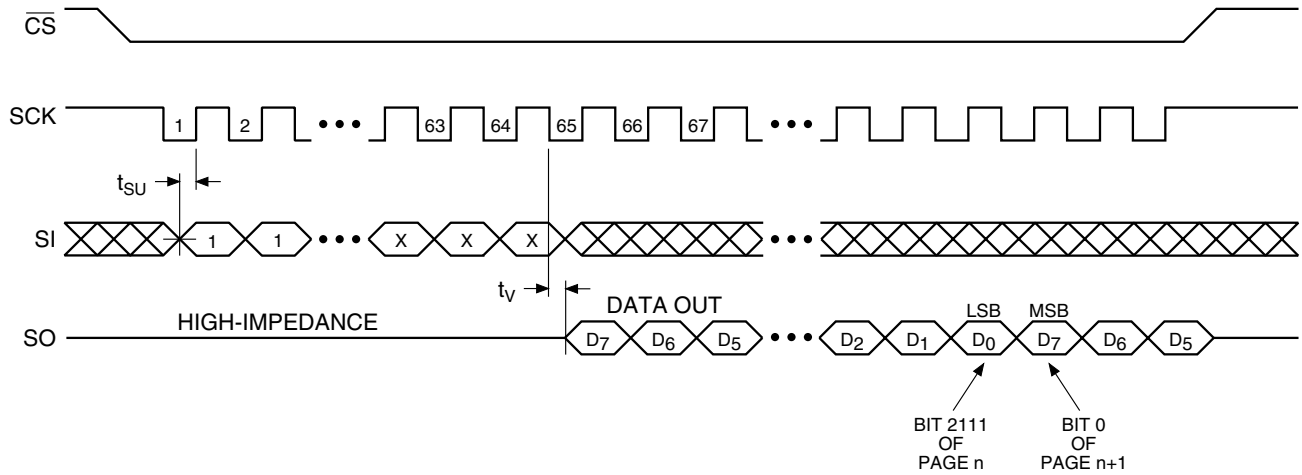 CS
SCK 1 2 63 64 65 66 67
tSU
SI 1 1 X X X
tV
HIGH-IMPEDANCE DATA OUT LSB MSB
SO D7 D6 D5 D2 D1 D0 D7 D6 D5
BIT 2111
OF
PAGE n
BIT 0
OF
PAGE n+1